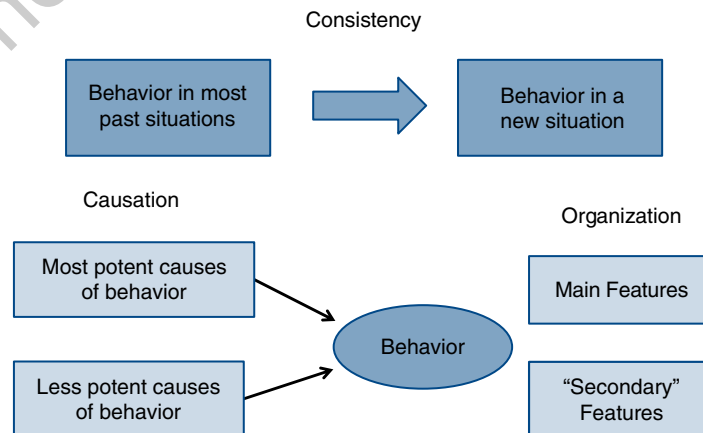 Consistency
Behavior in most
past situations
Behavior in a
new situation
Causation
Organization
Most potent causes
of behavior
Main Features
Behavior
Less potent causes
of behavior
“Secondary”
Features